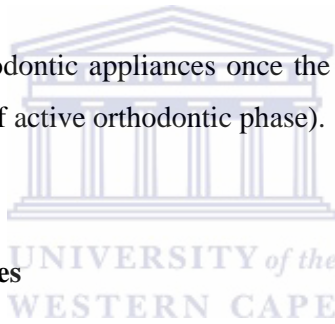 odontic appliances once the
f active orthodontic phase).
es
UNIVERSITY of the
WESTERN CAPE